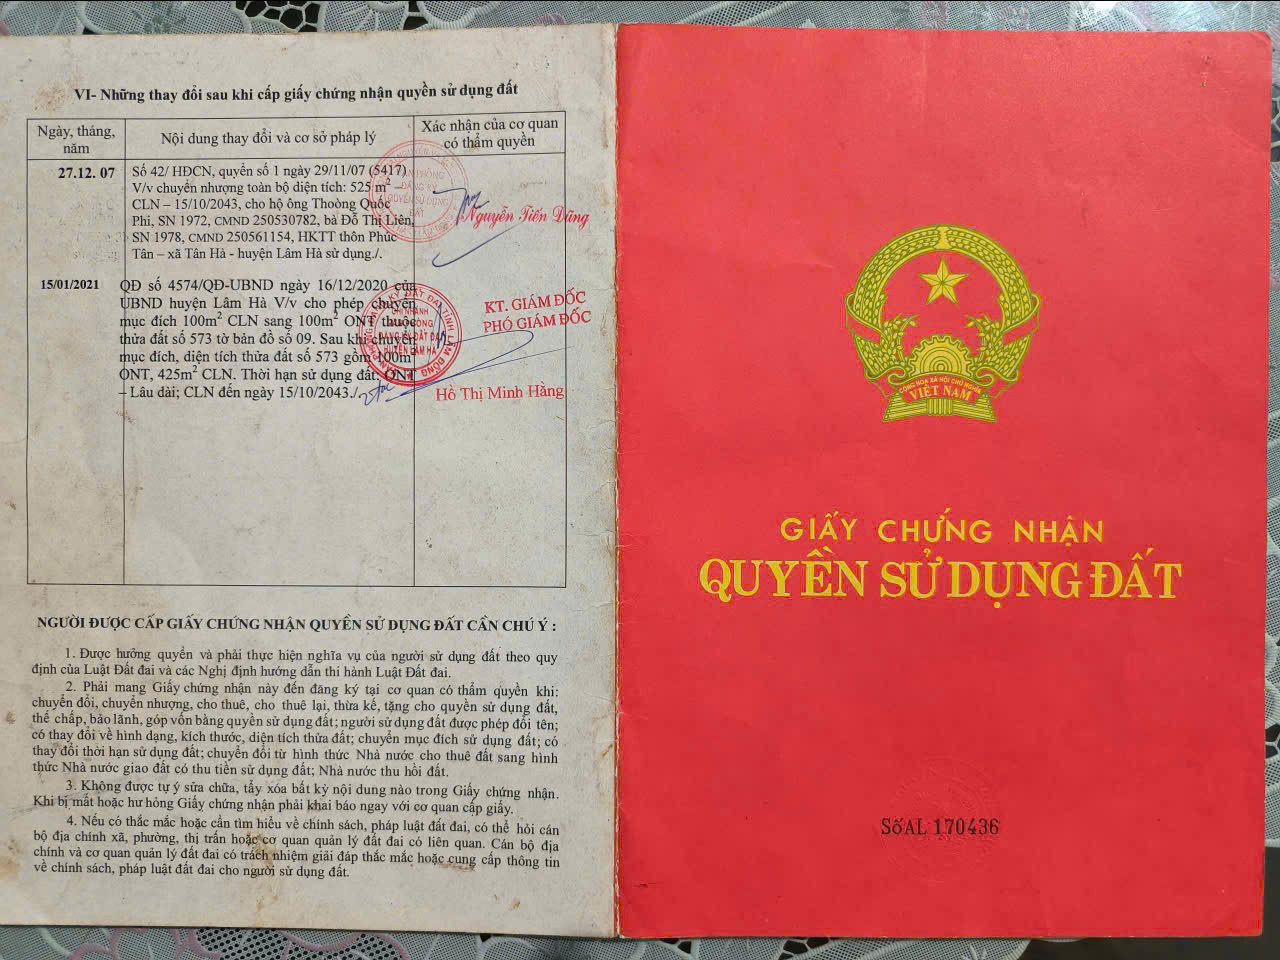 VI- Những thay đổi sau khi cấp giấy chứng nhận quyền sử dụng đất
Ngày, tháng, năm
Nội dung thay đổi và cơ sở pháp lý
Xác nhận của cơ quan có thẩm quyền
27.12. 07
Số 42/ HĐCN, quyển số 1 ngày 29/11/07 (5417)
V/v chuyển nhượng toàn bộ diện tích: 525 m² –
CLN – 15/10/2043, cho hộ ông Thoòng Quốc
Phi, SN 1972, CMND 250530782, bà Đỗ Thị Liên,
SN 1978, CMND 250561154, HKTT thôn Phúc
Tân – xã Tân Hà - huyện Lâm Hà sử dụng./.
Nguyễn Tiến Dũng
15/01/2021
QĐ số 4574/QĐ-UBND ngày 16/12/2020 của
UBND huyện Lâm Hà V/v cho phép chuyển
mục đích 100m² CLN sang 100m² ONT thuộc
thửa đất số 573 tờ bản đồ số 09. Sau khi chuyển
mục đích, diện tích thửa đất số 573 gồm 100m
ONT, 425m² CLN. Thời hạn sử dụng đất: ONT
– Lâu dài; CLN đến ngày 15/10/2043./.
KT. GIÁM ĐỐC
PHÓ GIÁM ĐỐC
CHI NHÁNH
ĐĂNG KÝ ĐẤT ĐAI
HUYỆN LÂM HÀ
Hồ Thị Minh Hằng
NGƯỜI ĐƯỢC CẤP GIẤY CHỨNG NHẬN QUYỀN SỬ DỤNG ĐẤT CẦN CHÚ Ý :
1. Được hưởng quyền và phải thực hiện nghĩa vụ của người sử dụng đất theo quy
định của Luật Đất đai và các Nghị định hướng dẫn thi hành Luật Đất đai.
2. Phải mang Giấy chứng nhận này đến đăng ký tại cơ quan có thẩm quyền khi:
chuyển đổi, chuyển nhượng, cho thuê, cho thuê lại, thừa kế, tặng cho quyền sử dụng đất,
thế chấp, bảo lãnh, góp vốn bằng quyền sử dụng đất; người sử dụng đất được phép đổi tên;
có thay đổi về hình dạng, kích thước, diện tích thửa đất; chuyển mục đích sử dụng đất; có
thay đổi thời hạn sử dụng đất; chuyển đổi từ hình thức Nhà nước cho thuê đất sang hình
thức Nhà nước giao đất có thu tiền sử dụng đất; Nhà nước thu hồi đất.
3. Không được tự ý sửa chữa, tẩy xóa bất kỳ nội dung nào trong Giấy chứng nhận.
Khi bị mất hoặc hư hỏng Giấy chứng nhận phải khai báo ngay với cơ quan cấp giấy.
4. Nếu có thắc mắc hoặc cần tìm hiểu về chính sách, pháp luật đất đai, có thể hỏi cán
bộ địa chính xã, phường, thị trấn hoặc cơ quan quản lý đất đai có liên quan. Cán bộ địa
chính và cơ quan quản lý đất đai có trách nhiệm giải đáp thắc mắc hoặc cung cấp thông tin
về chính sách, pháp luật đất đai cho người sử dụng đất.
CỘNG HÒA XÃ HỘI CHỦ NGHĨA
VIỆT NAM
GIẤY CHỨNG NHẬN
QUYỀN SỬ DỤNG ĐẤT
Số AL 170436